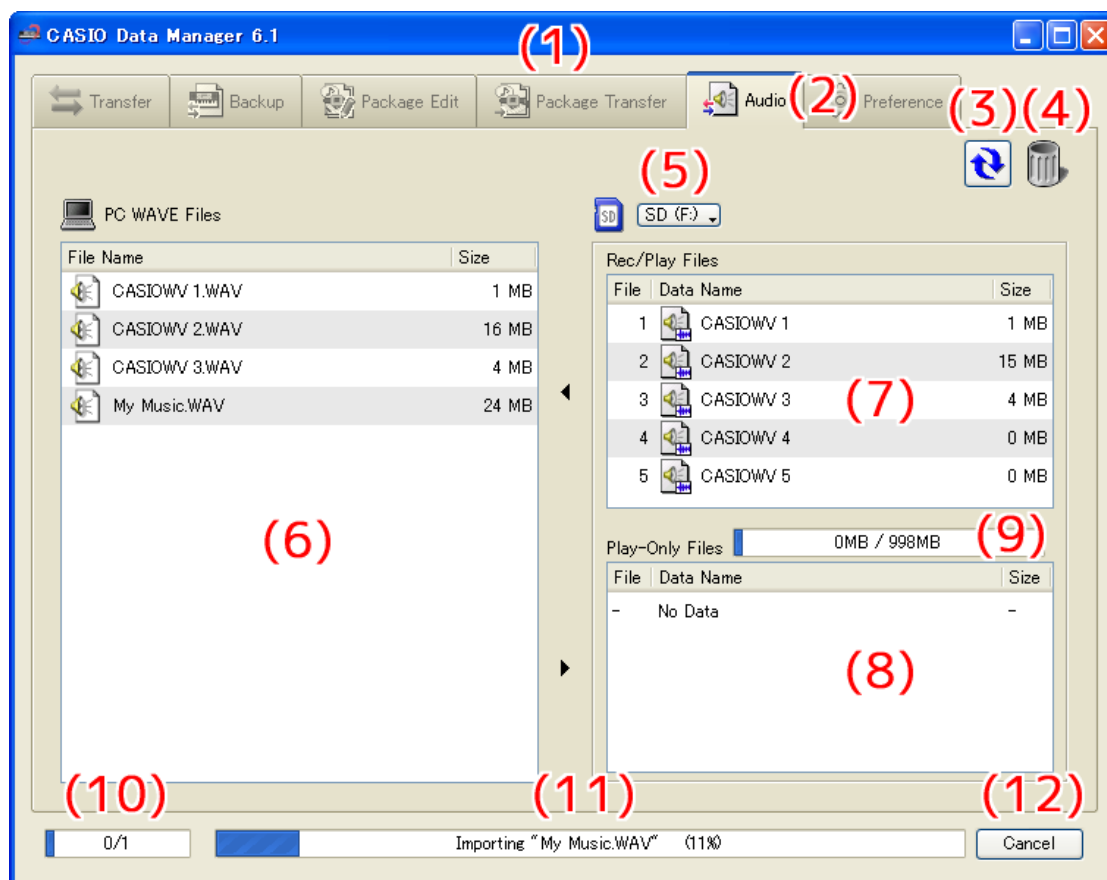 CASIO Data Manager 6.1
(1)
Transfer
Backup
Package Edit
Package Transfer
Audio
(2)
Preference
(3)
(4)
(5)
PC WAVE Files
SD
SD (F:)
File Name Size
CASIOWV 1.WAV 1 MB
CASIOWV 2.WAV 16 MB
CASIOWV 3.WAV 4 MB
My Music.WAV 24 MB
(6)
Rec/Play Files
File Data Name Size
1 CASIOWV 1 1 MB
2 CASIOWV 2 15 MB
3 CASIOWV 3 4 MB
4 CASIOWV 4 0 MB
5 CASIOWV 5 0 MB
(7)
Play-Only Files 0MB / 998MB
(9)
File Data Name Size
- No Data -
(8)
(10)
(11)
(12)
0/1
Importing "My Music.WAV" (11%)
Cancel